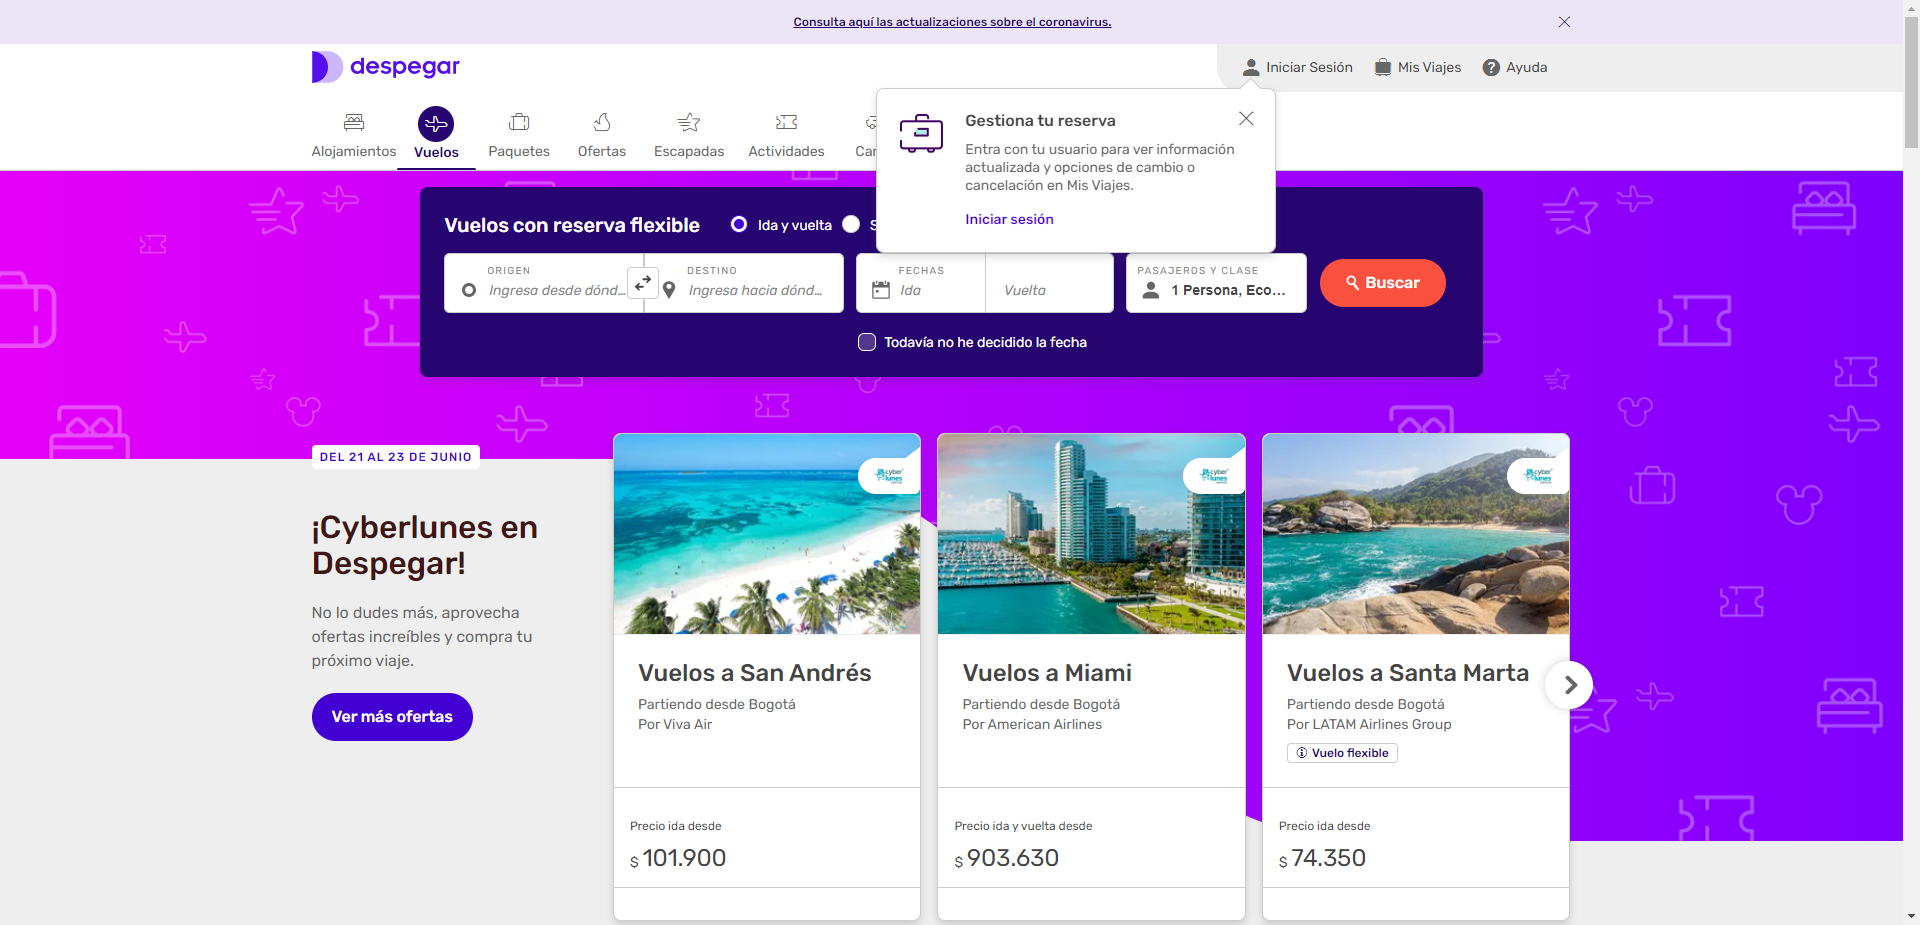 Consulta aquí las actualizaciones sobre el coronavirus.
despegar
Iniciar Sesión
Mis Viajes
Ayuda
Alojamientos
Vuelos
Paquetes
Ofertas
Escapadas
Actividades
Gestiona tu reserva
Entra con tu usuario para ver información
actualizada y opciones de cambio o
cancelación en Mis Viajes.
Iniciar sesión
Vuelos con reserva flexible
Ida y vuelta
ORIGEN
Ingresa desde dónd...
DESTINO
Ingresa hacia dónd...
FECHAS
Ida
Vuelta
PASAJEROS Y CLASE
1 Persona, Eco...
Buscar
Todavía no he decidido la fecha
DEL 21 AL 23 DE JUNIO
¡Cyberlunes en
Despegar!
No lo dudes más, aprovecha
ofertas increíbles y compra tu
próximo viaje.
Ver más ofertas
cyber
lunes
Vuelos a San Andrés
Partiendo desde Bogotá
Por Viva Air
Precio ida desde
$ 101.900
cyber
lunes
Vuelos a Miami
Partiendo desde Bogotá
Por American Airlines
Precio ida y vuelta desde
$ 903.630
cyber
lunes
Vuelos a Santa Marta
Partiendo desde Bogotá
Por LATAM Airlines Group
Vuelo flexible
Precio ida desde
$ 74.350